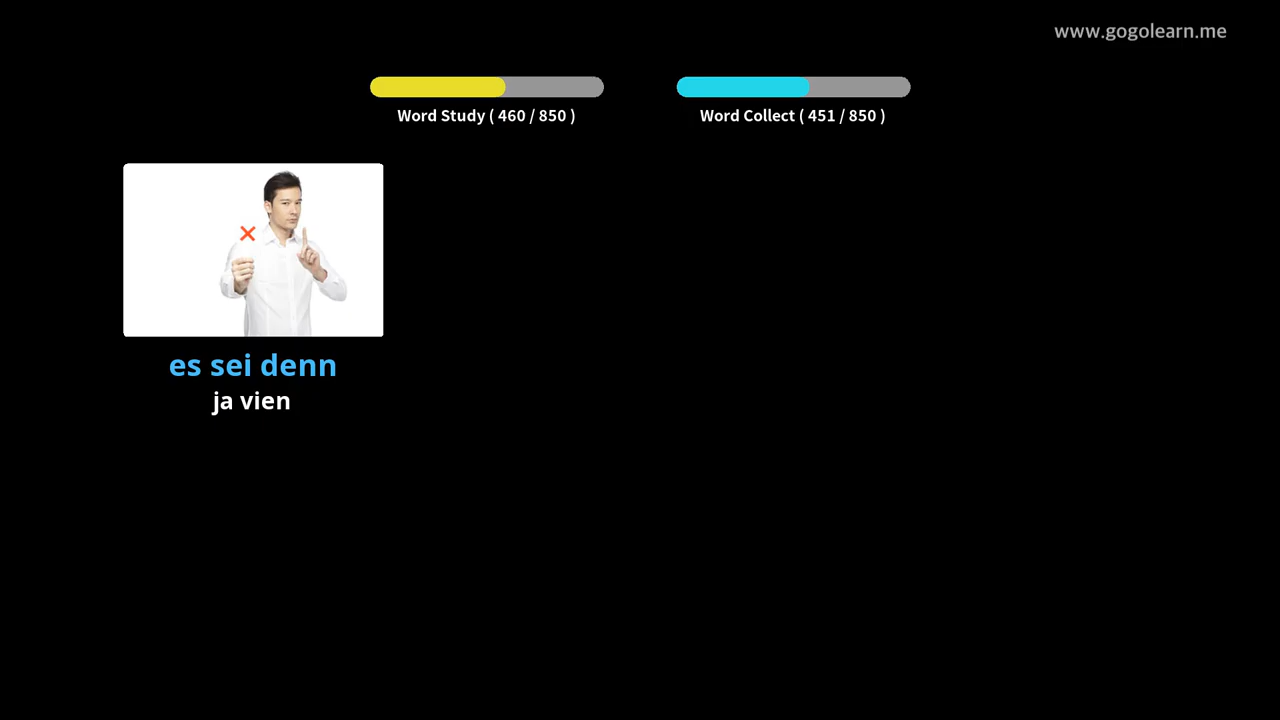 www.gogolearn.me
Word Study ( 460 / 850 )
Word Collect ( 451 / 850 )
es sei denn
ja vien